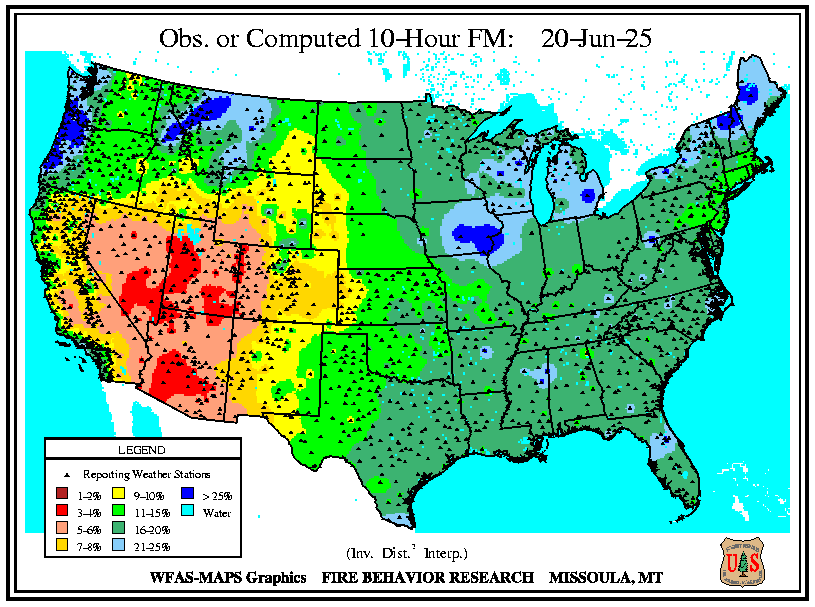 Obs. or Computed 10-Hour FM: 20-Jun-25
LEGEND
Reporting Weather Stations
1-2% 9-10% > 25%
3-4% 11-15% Water
5-6% 16-20%
7-8% 21-25%
(Inv. Dist.² Interp.)
WFAS-MAPS Graphics FIRE BEHAVIOR RESEARCH MISSOULA, MT
U S